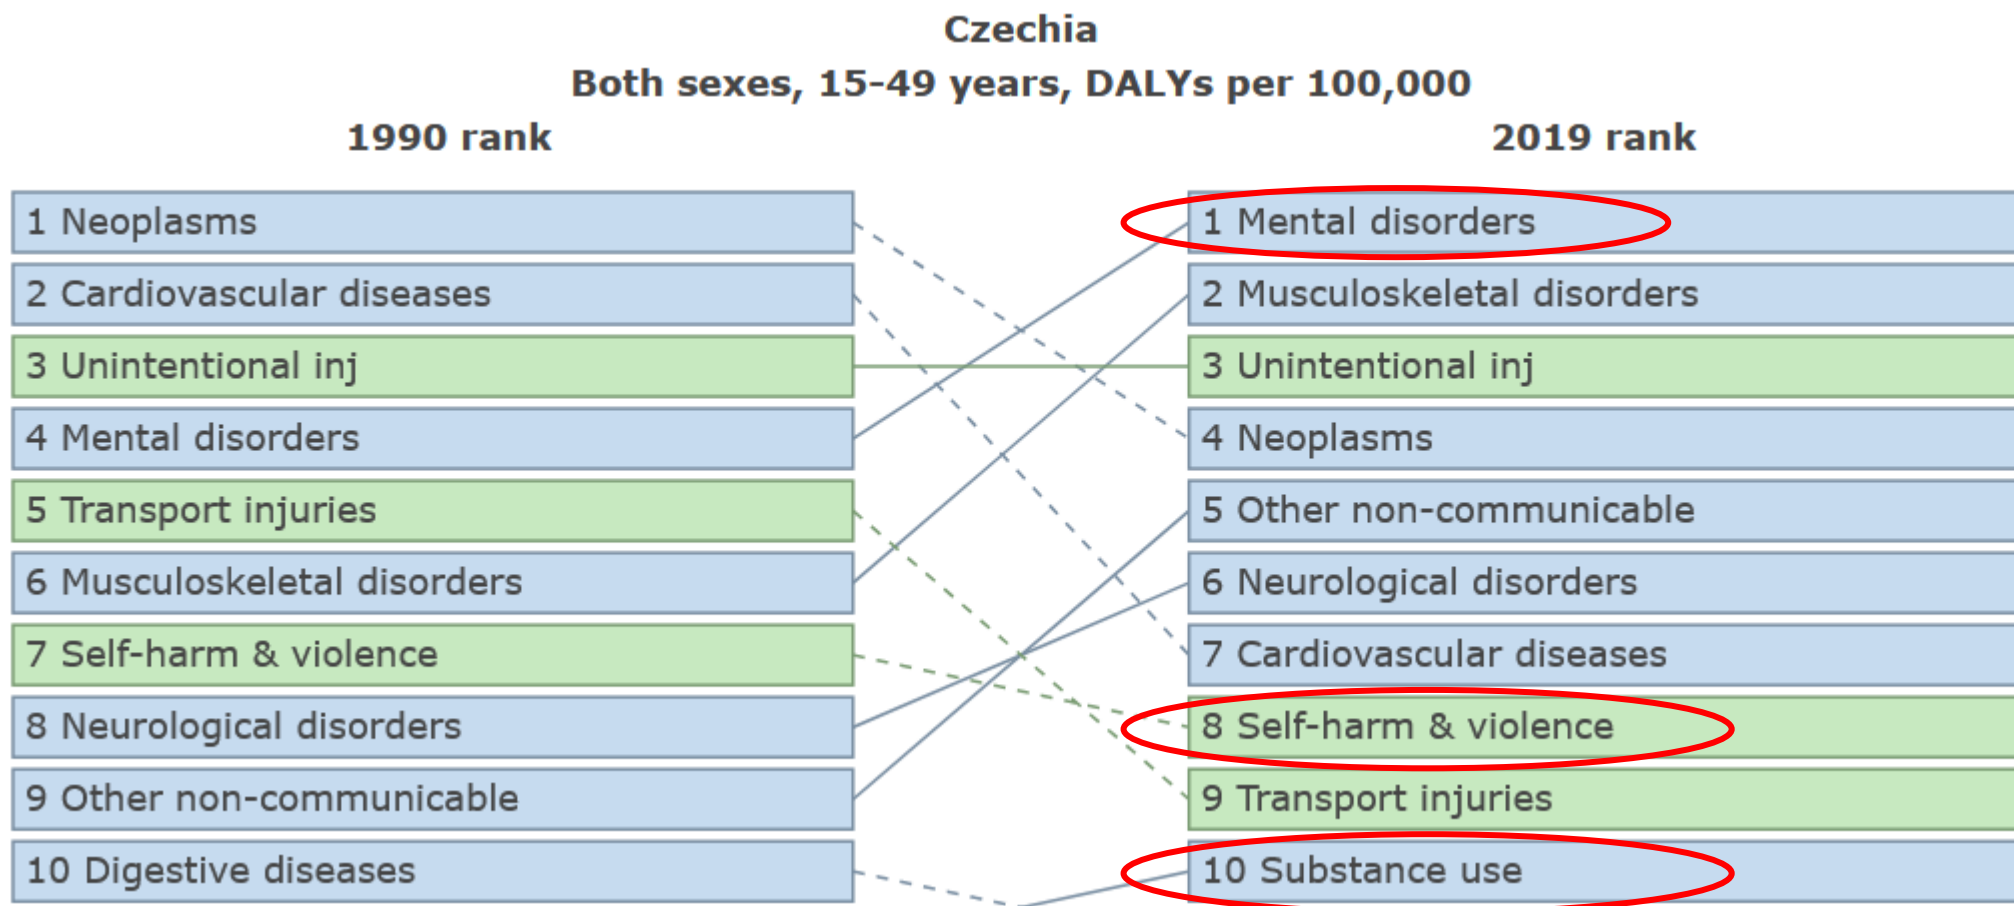 Czechia
Both sexes, 15-49 years, DALYs per 100,000
1990 rank
2019 rank
1 Neoplasms
2 Cardiovascular diseases
3 Unintentional inj
4 Mental disorders
5 Transport injuries
6 Musculoskeletal disorders
7 Self-harm & violence
8 Neurological disorders
9 Other non-communicable
10 Digestive diseases
1 Mental disorders
2 Musculoskeletal disorders
3 Unintentional inj
4 Neoplasms
5 Other non-communicable
6 Neurological disorders
7 Cardiovascular diseases
8 Self-harm & violence
9 Transport injuries
10 Substance use